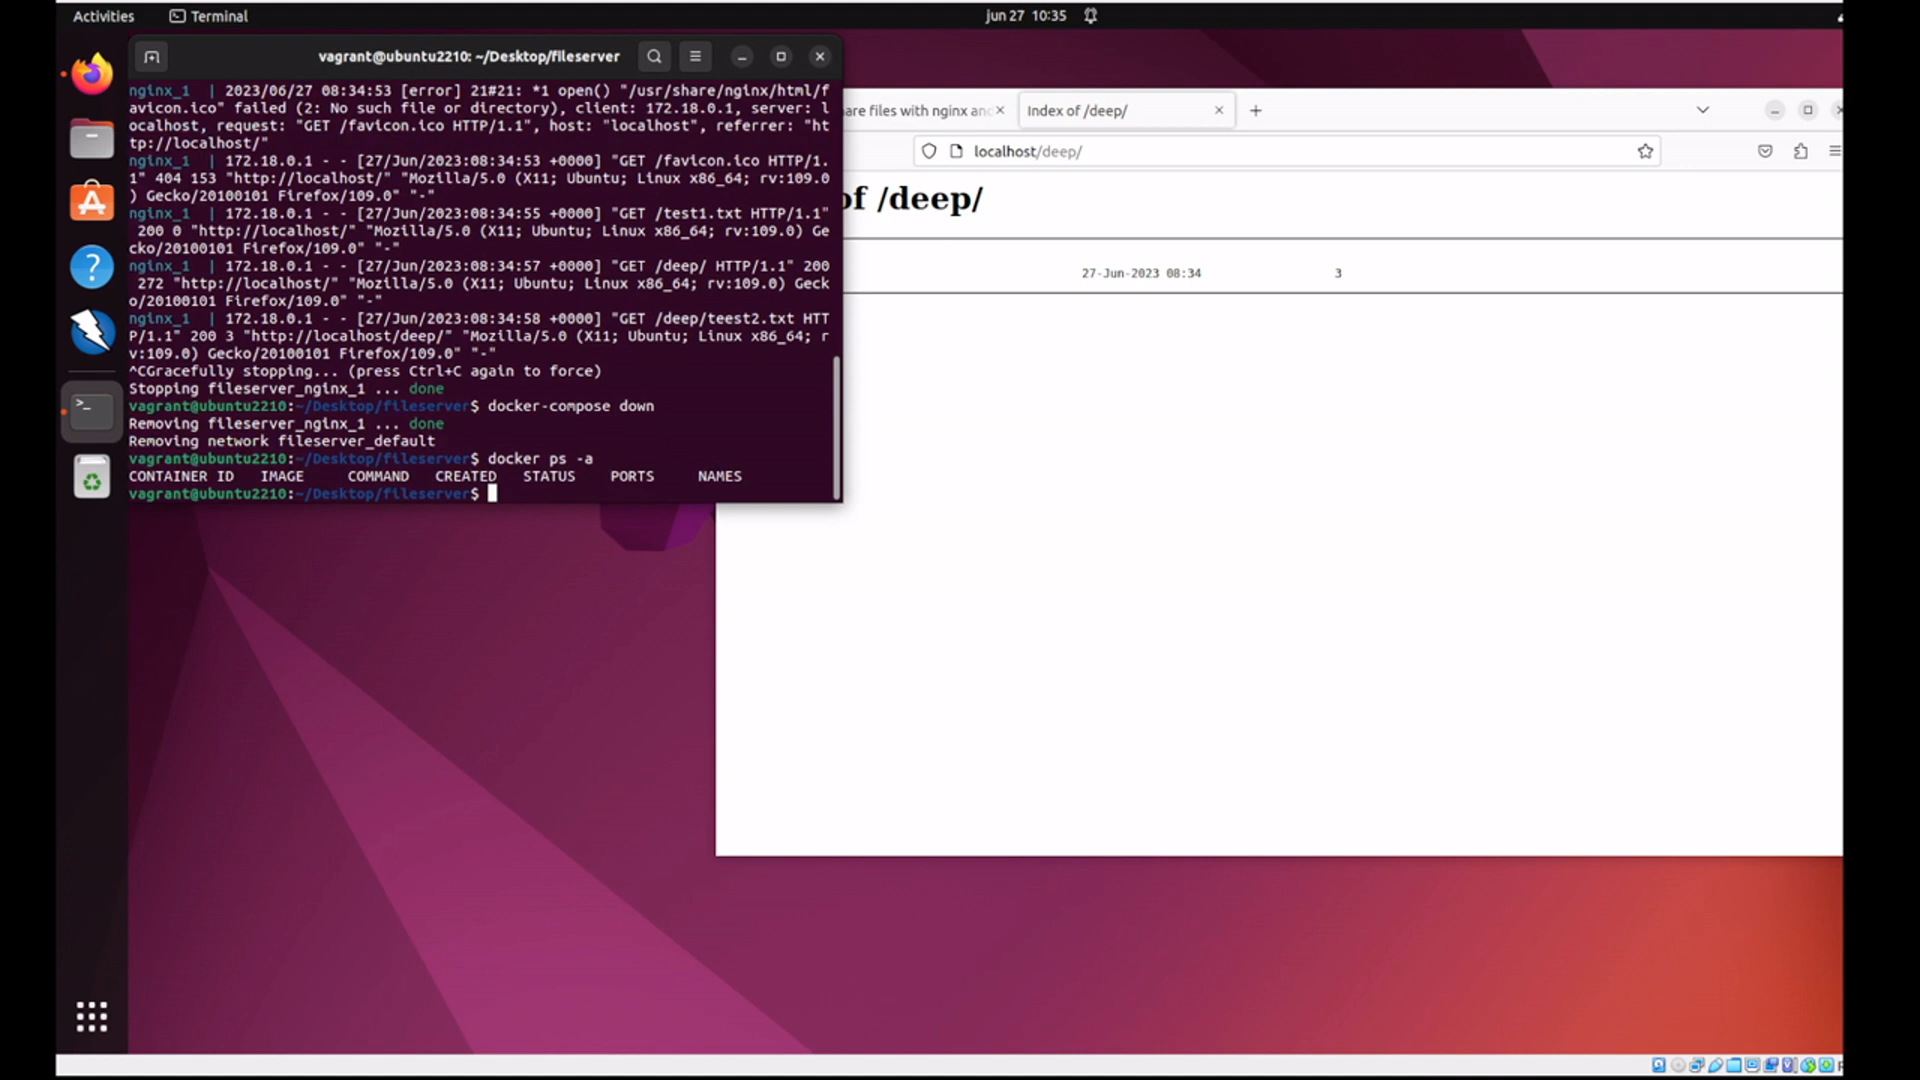 Activities
Terminal
Jun 27 10:35
vagrant@ubuntu2210: ~/Desktop/fileserver
nginx_1 | 2023/06/27 08:34:53 [error] 21#21: *1 open() "/usr/share/nginx/html/f
avicon.ico" failed (2: No such file or directory), client: 172.18.0.1, server: l
ocalhost, request: "GET /favicon.ico HTTP/1.1", host: "localhost", referrer: "ht
tp://localhost/"
nginx_1 | 172.18.0.1 - - [27/Jun/2023:08:34:53 +0000] "GET /favicon.ico HTTP/1.
1" 404 153 "http://localhost/" "Mozilla/5.0 (X11; Ubuntu; Linux x86_64; rv:109.0
) Gecko/20100101 Firefox/109.0" "-"
nginx_1 | 172.18.0.1 - - [27/Jun/2023:08:34:55 +0000] "GET /test1.txt HTTP/1.1"
200 0 "http://localhost/" "Mozilla/5.0 (X11; Ubuntu; Linux x86_64; rv:109.0) Ge
cko/20100101 Firefox/109.0" "-"
nginx_1 | 172.18.0.1 - - [27/Jun/2023:08:34:57 +0000] "GET /deep/ HTTP/1.1" 200
272 "http://localhost/" "Mozilla/5.0 (X11; Ubuntu; Linux x86_64; rv:109.0) Geck
o/20100101 Firefox/109.0" "-"
nginx_1 | 172.18.0.1 - - [27/Jun/2023:08:34:58 +0000] "GET /deep/teest2.txt HTT
P/1.1" 200 3 "http://localhost/deep/" "Mozilla/5.0 (X11; Ubuntu; Linux x86_64; r
v:109.0) Gecko/20100101 Firefox/109.0" "-"
^CGracefully stopping... (press Ctrl+C again to force)
Stopping fileserver_nginx_1 ... done
vagrant@ubuntu2210:~/Desktop/fileserver$ docker-compose down
Removing fileserver_nginx_1 ... done
Removing network fileserver_default
vagrant@ubuntu2210:~/Desktop/fileserver$ docker ps -a
CONTAINER ID IMAGE COMMAND CREATED STATUS PORTS NAMES
vagrant@ubuntu2210:~/Desktop/fileserver$
are files with nginx and
Index of /deep/
localhost/deep/
of /deep/
27-Jun-2023 08:34 3